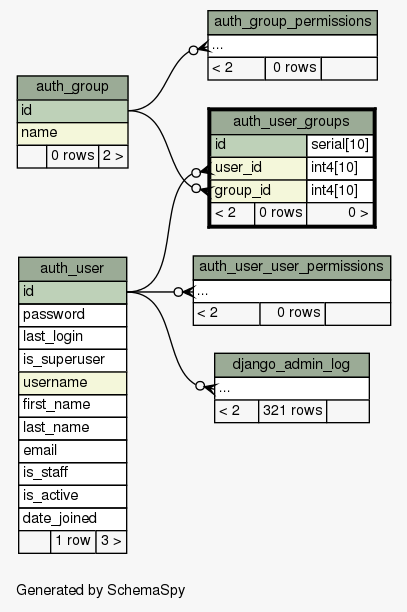 auth_group_permissions
...
< 2 0 rows
auth_group
id
name
0 rows 2 >
auth_user_groups
id serial[10]
user_id int4[10]
group_id int4[10]
< 2 0 rows 0 >
auth_user
id
password
last_login
is_superuser
username
first_name
last_name
email
is_staff
is_active
date_joined
1 row 3 >
auth_user_user_permissions
...
< 2 0 rows
django_admin_log
...
< 2 321 rows
Generated by SchemaSpy